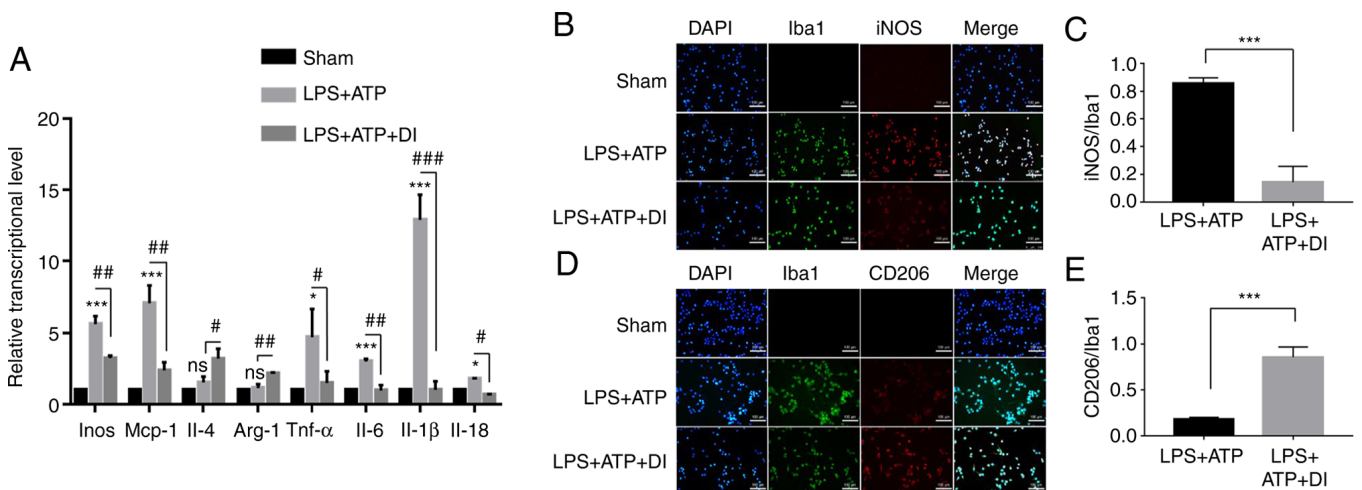 A
Sham
LPS+ATP
LPS+ATP+DI
Relative transcriptional level
20
15
10
5
0
##
***
##
***
#
ns
##
ns
#
*
##
***
###
***
#
*
Inos Mcp-1 Il-4 Arg-1 Tnf-α Il-6 Il-1β Il-18
B
DAPI Iba1 iNOS Merge
Sham
LPS+ATP
LPS+ATP+DI
C
***
iNOS/Iba1
1.0
0.8
0.6
0.4
0.2
0.0
LPS+ATP LPS+
ATP+DI
D
DAPI Iba1 CD206 Merge
Sham
LPS+ATP
LPS+ATP+DI
E
***
CD206/Iba1
1.5
1.0
0.5
0.0
LPS+ATP LPS+
ATP+DI